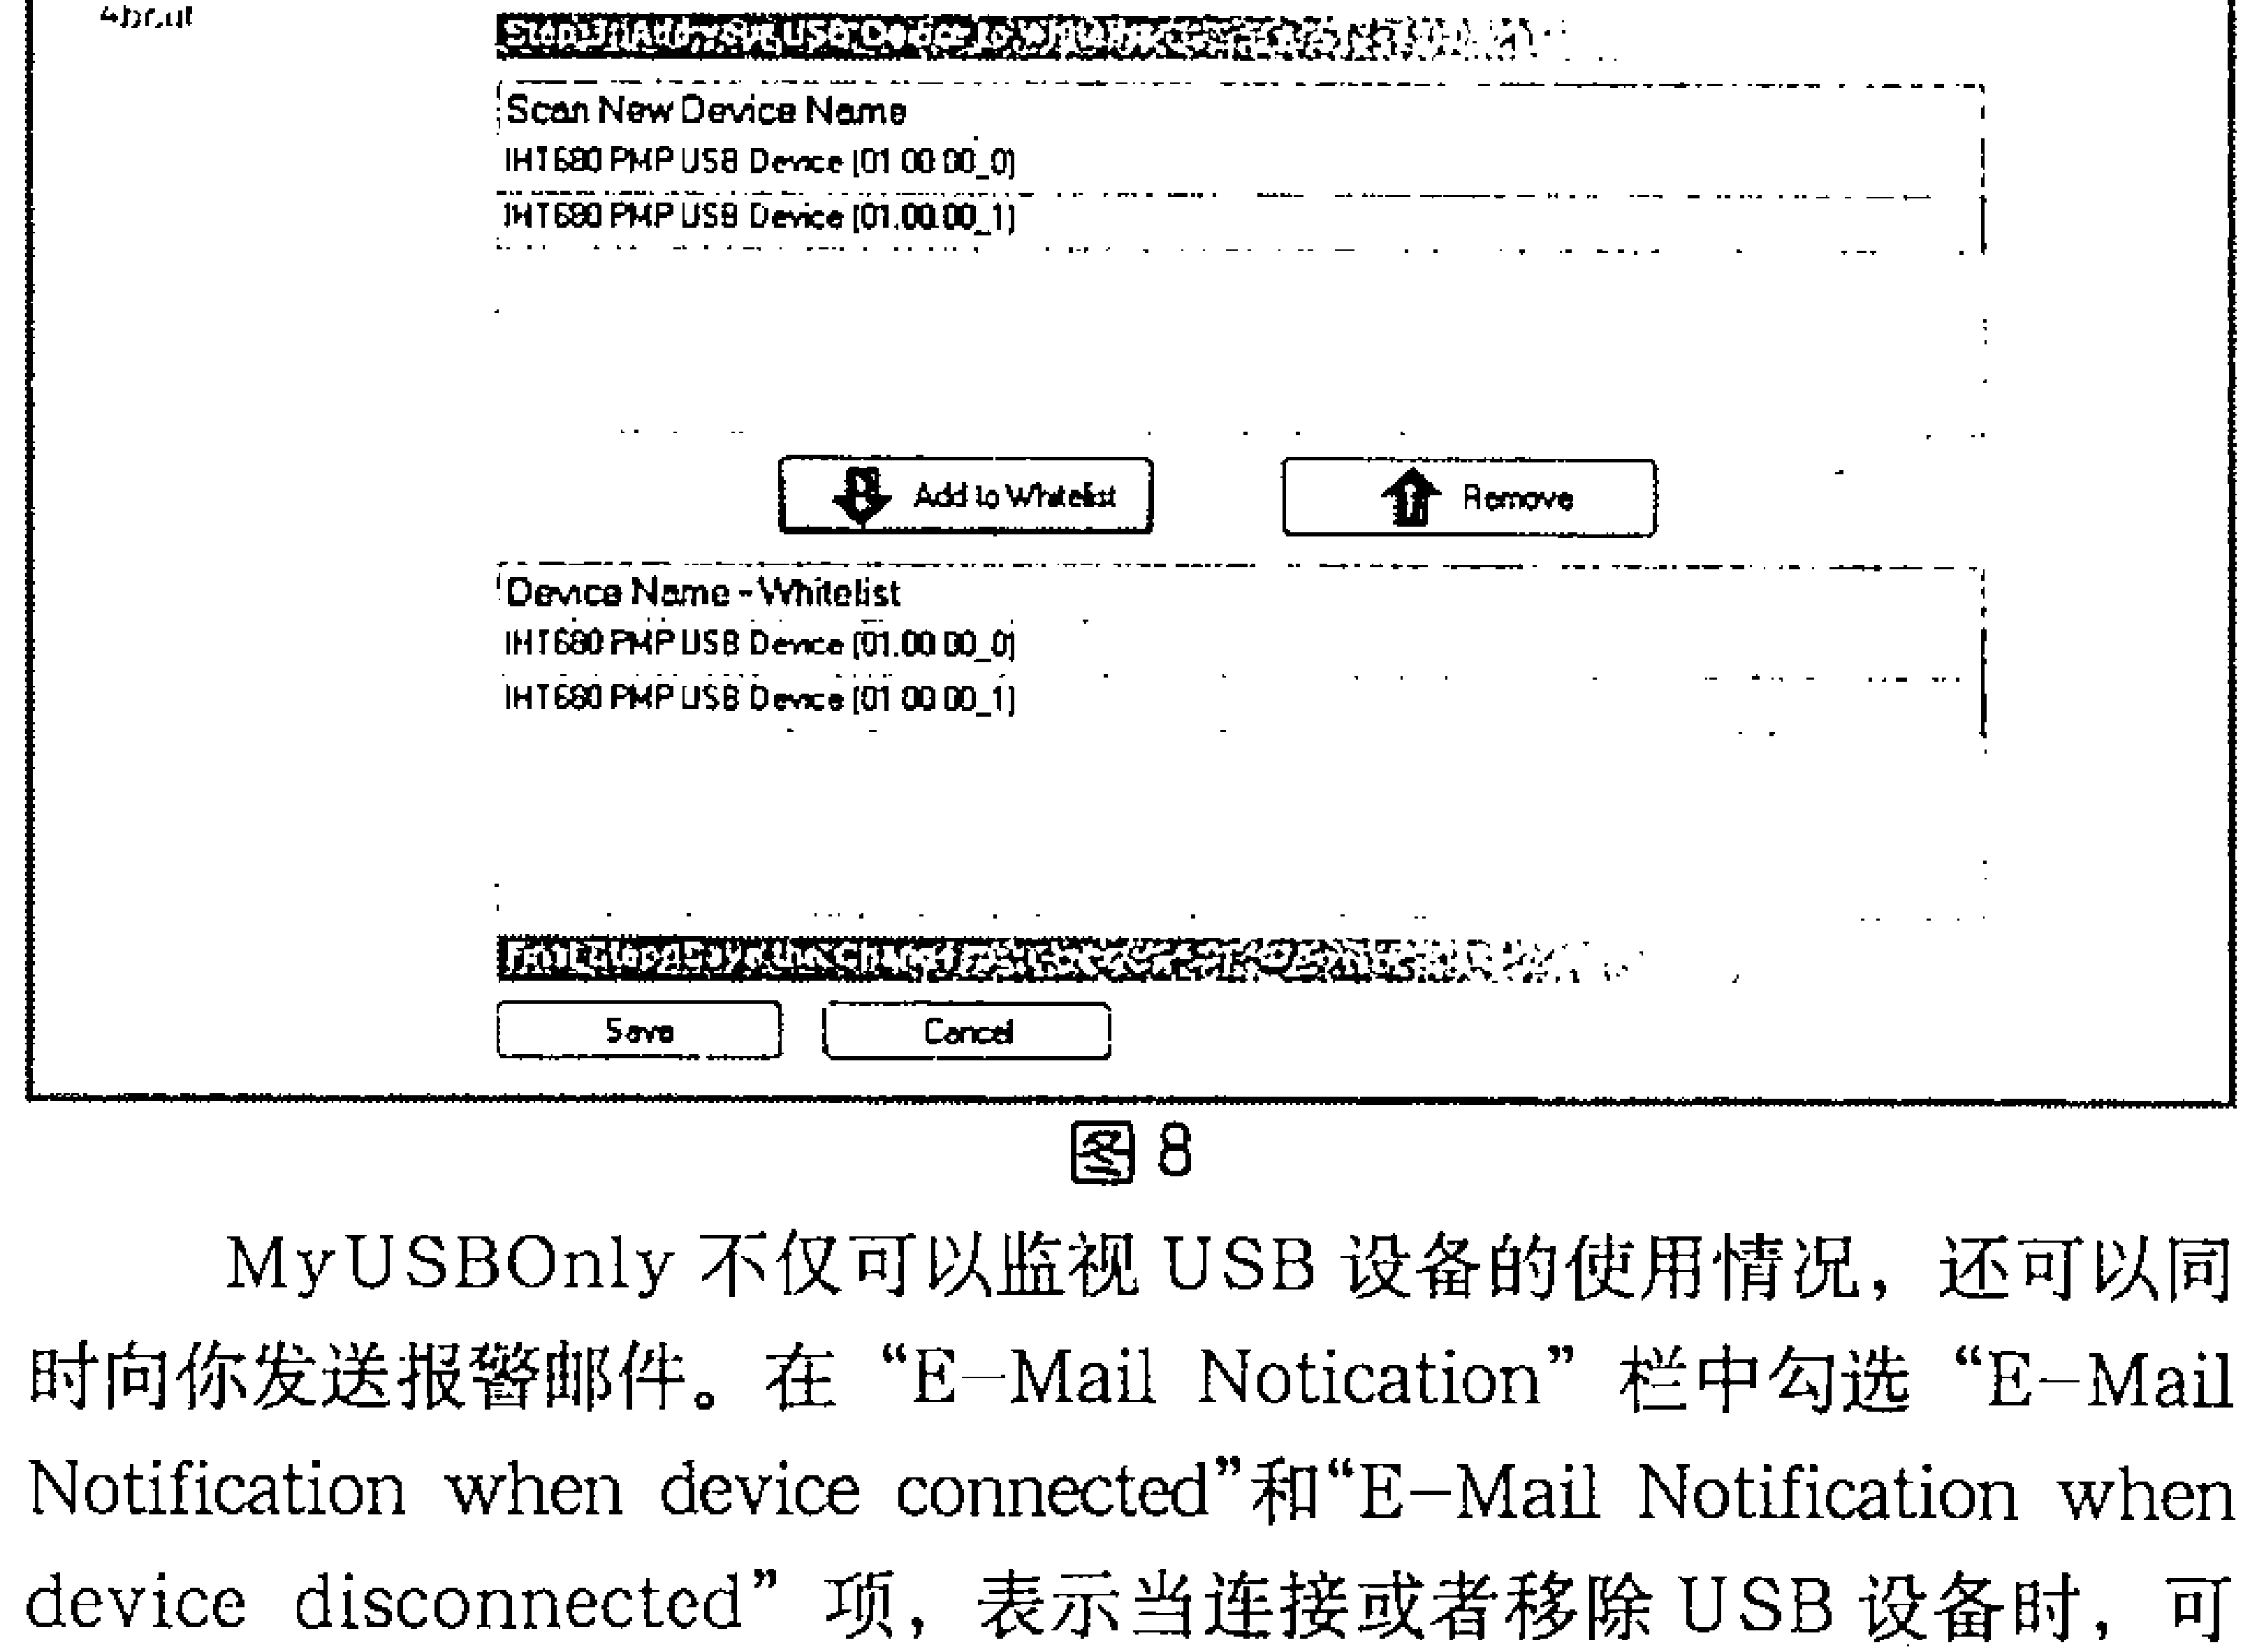 About
Scan New Device Name
IHT680 PMP USB Device [01.00.00_0]
IHT680 PMP USB Device [01.00.00_1]
Add to Whitelist
Remove
Device Name - Whitelist
IHT680 PMP USB Device [01.00.00_0]
IHT680 PMP USB Device [01.00.00_1]
Save
Cancel
图 8
MyUSBOnly 不仅可以监视 USB 设备的使用情况，还可以同
时向你发送报警邮件。在 “E-Mail Notication” 栏中勾选 “E-Mail
Notification when device connected”和“E-Mail Notification when
device disconnected” 项，表示当连接或者移除 USB 设备时，可